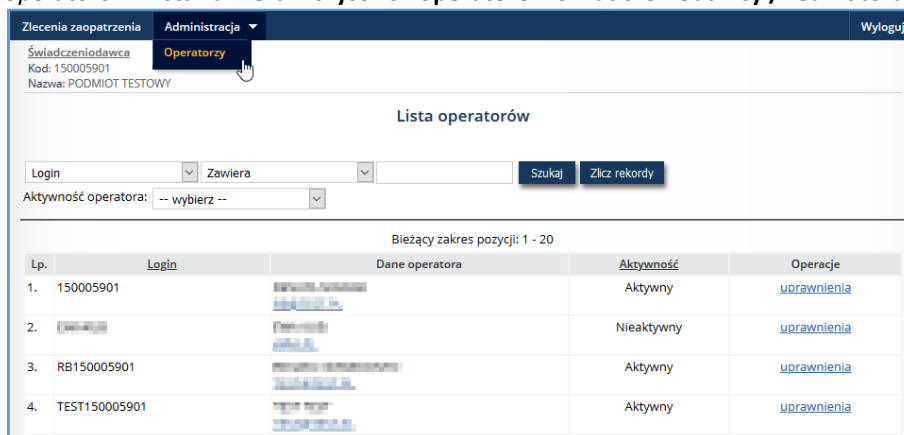 Zlecenia zaopatrzenia Administracja Wyloguj
Świadczeniodawca Operatorzy
Kod: 150005901
Nazwa: PODMIOT TESTOWY
Lista operatorów
Login Zawiera Szukaj Zlicz rekordy
Aktywność operatora: -- wybierz --
Bieżący zakres pozycji: 1 - 20
Lp. Login Dane operatora Aktywność Operacje
1. 150005901 Aktywny uprawnienia
2. Nieaktywny uprawnienia
3. RB150005901 Aktywny uprawnienia
4. TEST150005901 Aktywny uprawnienia